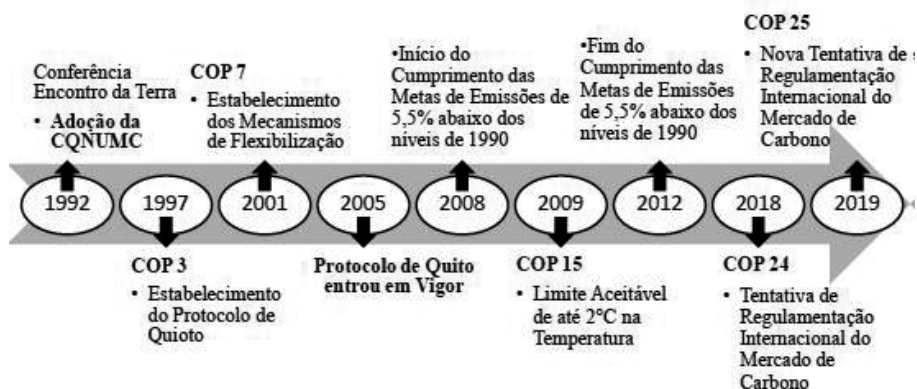 Conferência
Encontro da Terra
• Adoção da
CQNUMC
COP 7
• Estabelecimento
dos Mecanismos
de Flexibilização
•Início do
Cumprimento das
Metas de Emissões de
5,5% abaixo dos
níveis de 1990
•Fim do
Cumprimento das
Metas de Emissões
de 5,5% abaixo dos
níveis de 1990
COP 25
• Nova Tentativa de
Regulamentação
Internacional do
Mercado de
Carbono
1992
1997
2001
2005
2008
2009
2012
2018
2019
COP 3
• Estabelecimento
do Protocolo de
Quioto
Protocolo de Quito
entrou em Vigor
COP 15
• Limite Aceitável
de até 2°C na
Temperatura
COP 24
• Tentativa de
Regulamentação
Internacional do
Mercado de
Carbono